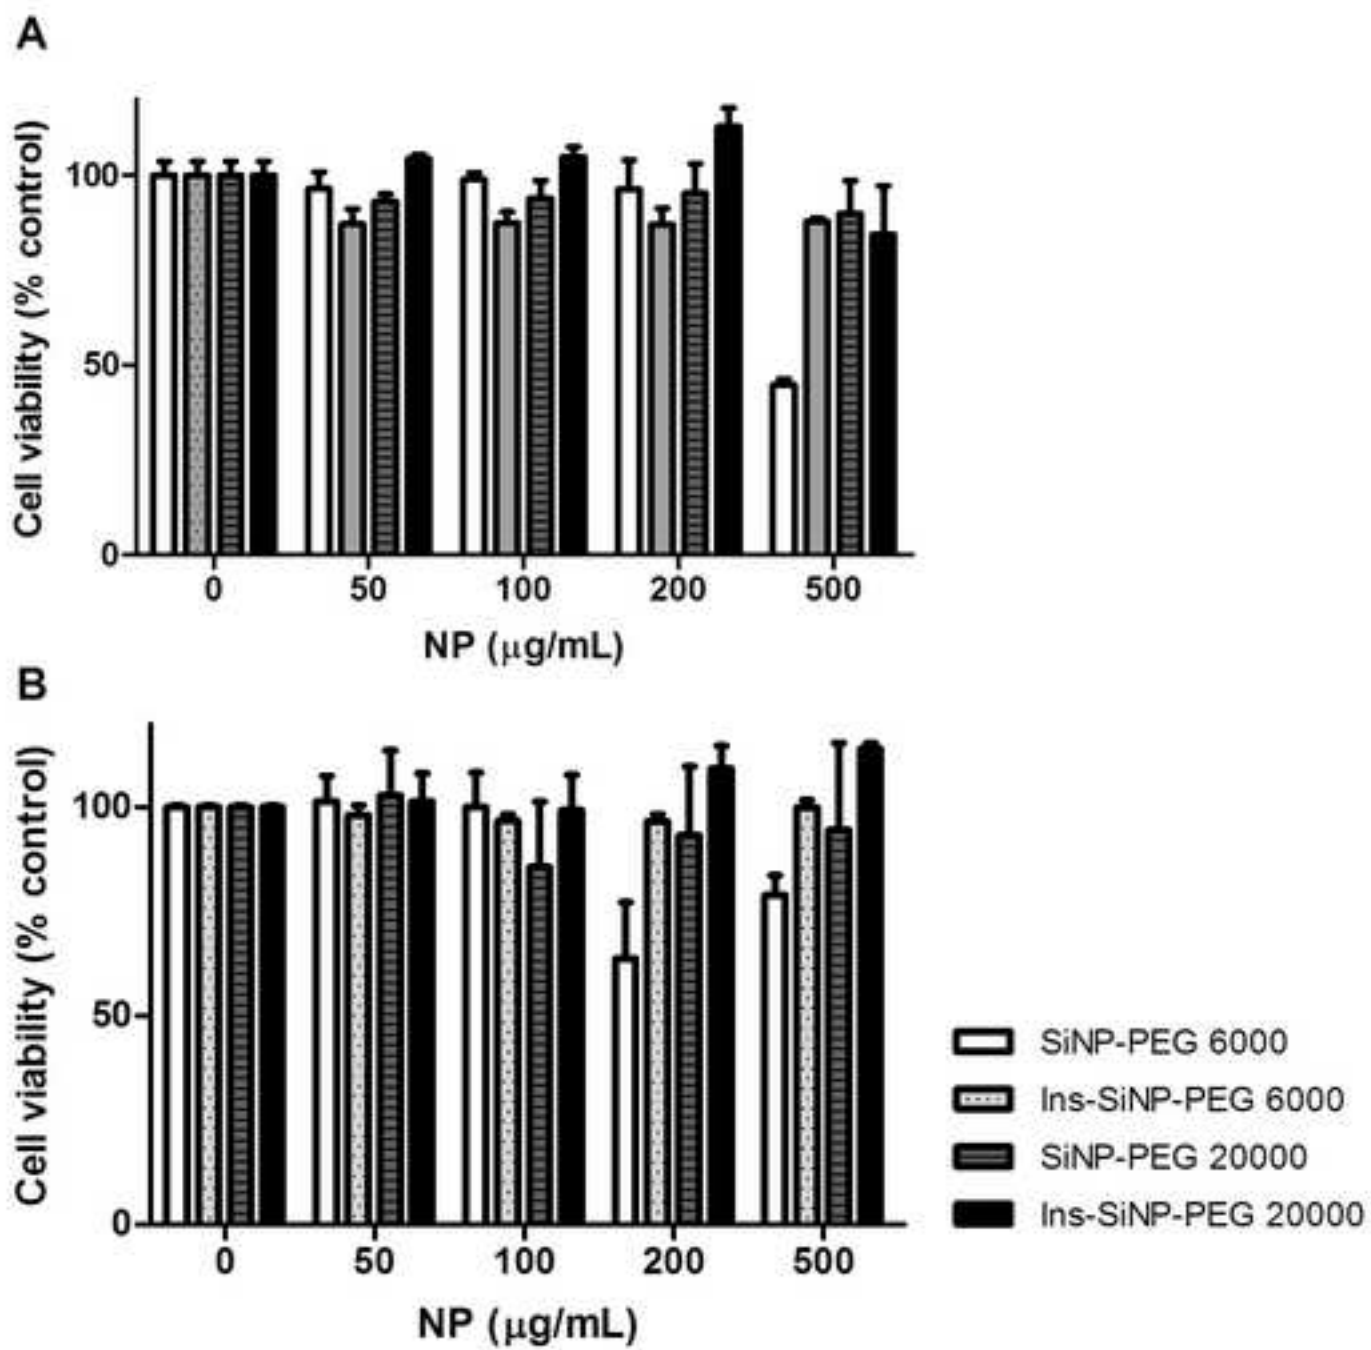 A
Cell viability (% control)
100
50
0
0 50 100 200 500
NP (μg/mL)
B
Cell viability (% control)
100
50
0
0 50 100 200 500
NP (μg/mL)
SiNP-PEG 6000
Ins-SiNP-PEG 6000
SiNP-PEG 20000
Ins-SiNP-PEG 20000